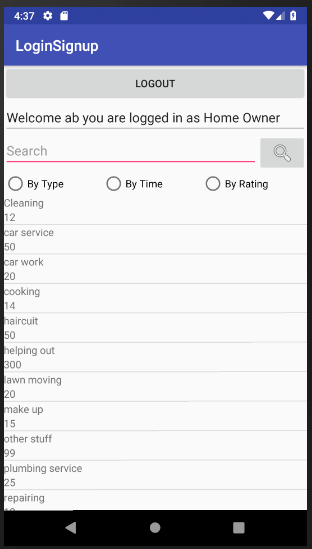 4:37
LoginSignup
LOGOUT
Welcome ab you are logged in as Home Owner
Search
By Type By Time By Rating
Cleaning
12
car service
50
car work
20
cooking
14
haircuit
50
helping out
300
lawn moving
20
make up
15
other stuff
99
plumbing service
25
repairing